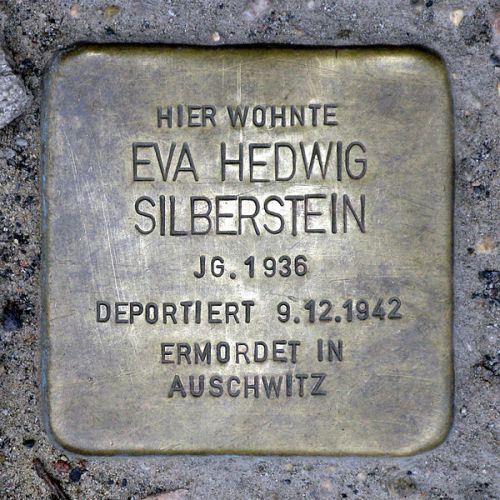 HIER WOHNTE
EVA HEDWIG
SILBERSTEIN
JG. 1936
DEPORTIERT 9.12.1942
ERMORDET IN
AUSCHWITZ